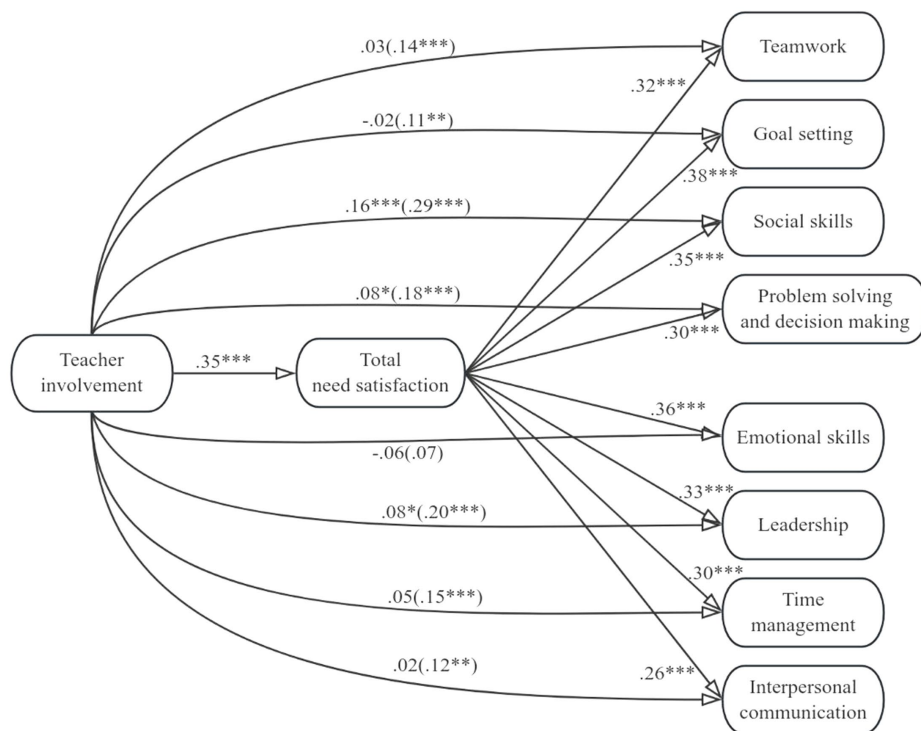 .03(.14***)
Teamwork
.32***
-.02(.11**)
Goal setting
.38***
.16***(.29***)
Social skills
.35***
.08*(.18***)
Problem solving
and decision making
.30***
Teacher
involvement
.35***
Total
need satisfaction
.36***
-.06(.07)
Emotional skills
.33***
.08*(.20***)
Leadership
.30***
.05(.15***)
Time
management
.02(.12**)
.26***
Interpersonal
communication